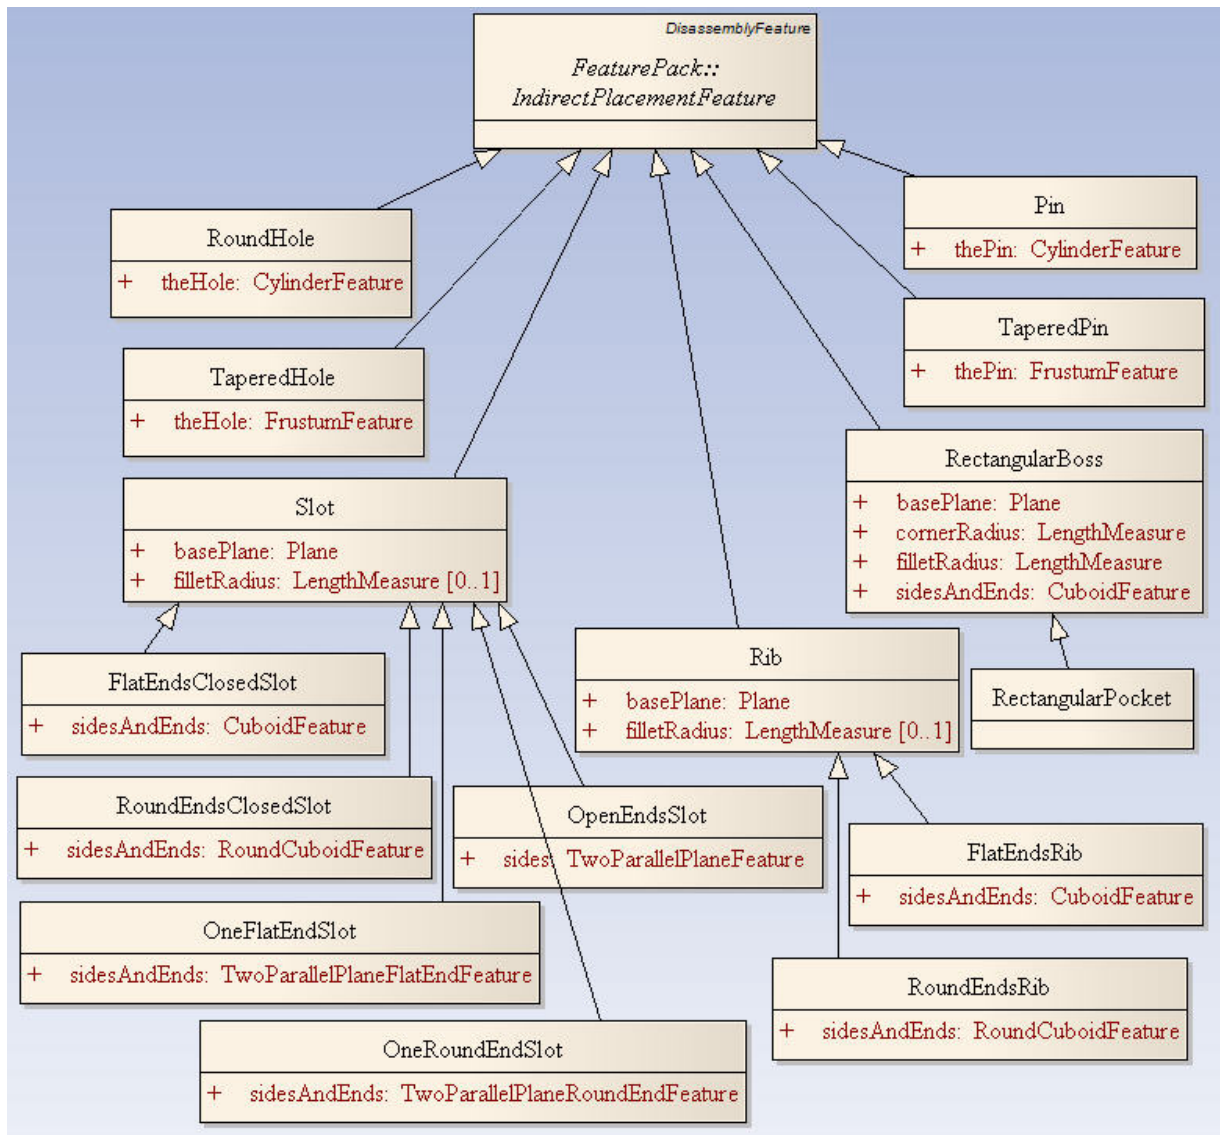 DisassemblyFeature
FeaturePack::
IndirectPlacementFeature
Pin
+ thePin: CylinderFeature
RoundHole
+ theHole: CylinderFeature
TaperedPin
+ thePin: FrustumFeature
TaperedHole
+ theHole: FrustumFeature
RectangularBoss
+ basePlane: Plane
+ cornerRadius: LengthMeasure
+ filletRadius: LengthMeasure
+ sidesAndEnds: CuboidFeature
Slot
+ basePlane: Plane
+ filletRadius: LengthMeasure [0..1]
Rib
+ basePlane: Plane
+ filletRadius: LengthMeasure [0..1]
RectangularPocket
FlatEndsClosedSlot
+ sidesAndEnds: CuboidFeature
RoundEndsClosedSlot
+ sidesAndEnds: RoundCuboidFeature
OpenEndsSlot
+ sides: TwoParallelPlaneFeature
FlatEndsRib
+ sidesAndEnds: CuboidFeature
OneFlatEndSlot
+ sidesAndEnds: TwoParallelPlaneFlatEndFeature
RoundEndsRib
+ sidesAndEnds: RoundCuboidFeature
OneRoundEndSlot
+ sidesAndEnds: TwoParallelPlaneRoundEndFeature